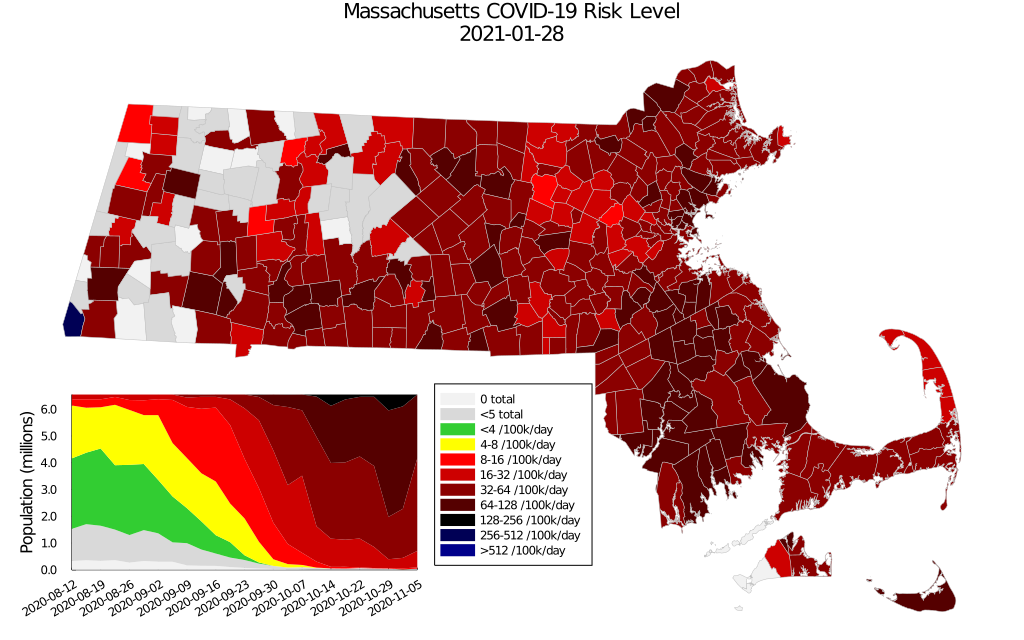 Massachusetts COVID-19 Risk Level
2021-01-28
Population (millions)
6.0
5.0
4.0
3.0
2.0
1.0
0.0
2020-08-12
2020-08-19
2020-08-26
2020-09-02
2020-09-09
2020-09-16
2020-09-23
2020-09-30
2020-10-07
2020-10-14
2020-10-22
2020-10-29
2020-11-05
0 total
<5 total
<4 /100k/day
4-8 /100k/day
8-16 /100k/day
16-32 /100k/day
32-64 /100k/day
64-128 /100k/day
128-256 /100k/day
256-512 /100k/day
>512 /100k/day